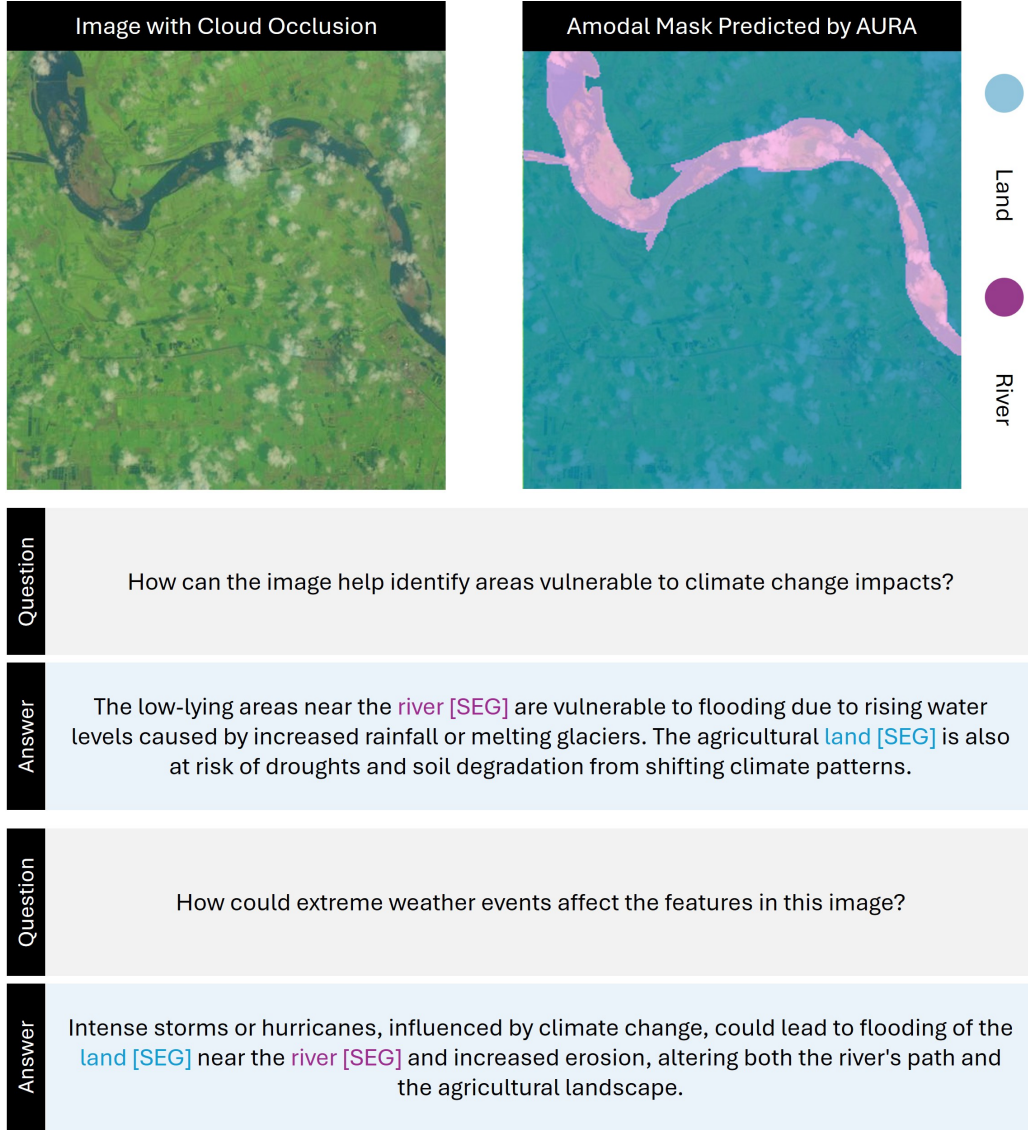 Image with Cloud Occlusion
Amodal Mask Predicted by AURA
Land
River
Question
How can the image help identify areas vulnerable to climate change impacts?
Answer
The low-lying areas near the river [SEG] are vulnerable to flooding due to rising water
levels caused by increased rainfall or melting glaciers. The agricultural land [SEG] is also
at risk of droughts and soil degradation from shifting climate patterns.
Question
How could extreme weather events affect the features in this image?
Answer
Intense storms or hurricanes, influenced by climate change, could lead to flooding of the
land [SEG] near the river [SEG] and increased erosion, altering both the river's path and
the agricultural landscape.